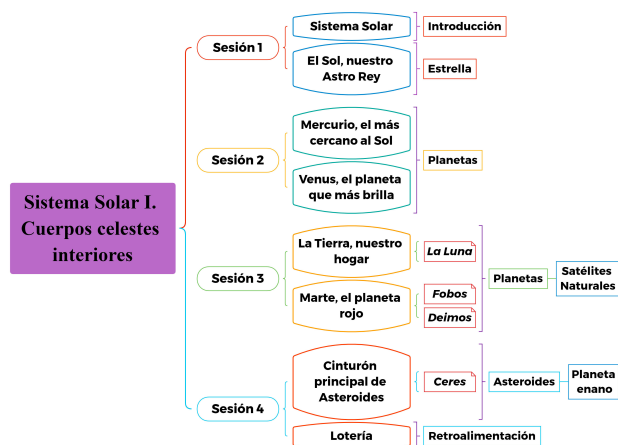 Sistema Solar I.
Cuerpos celestes
interiores
Sesión 1
Sistema Solar
Introducción
El Sol, nuestro
Astro Rey
Estrella
Sesión 2
Mercurio, el más
cercano al Sol
Venus, el planeta
que más brilla
Planetas
Sesión 3
La Tierra, nuestro
hogar
La Luna
Marte, el planeta
rojo
Fobos
Deimos
Planetas
Satélites
Naturales
Sesión 4
Cinturón
principal de
Asteroides
Ceres
Asteroides
Planeta
enano
Lotería
Retroalimentación